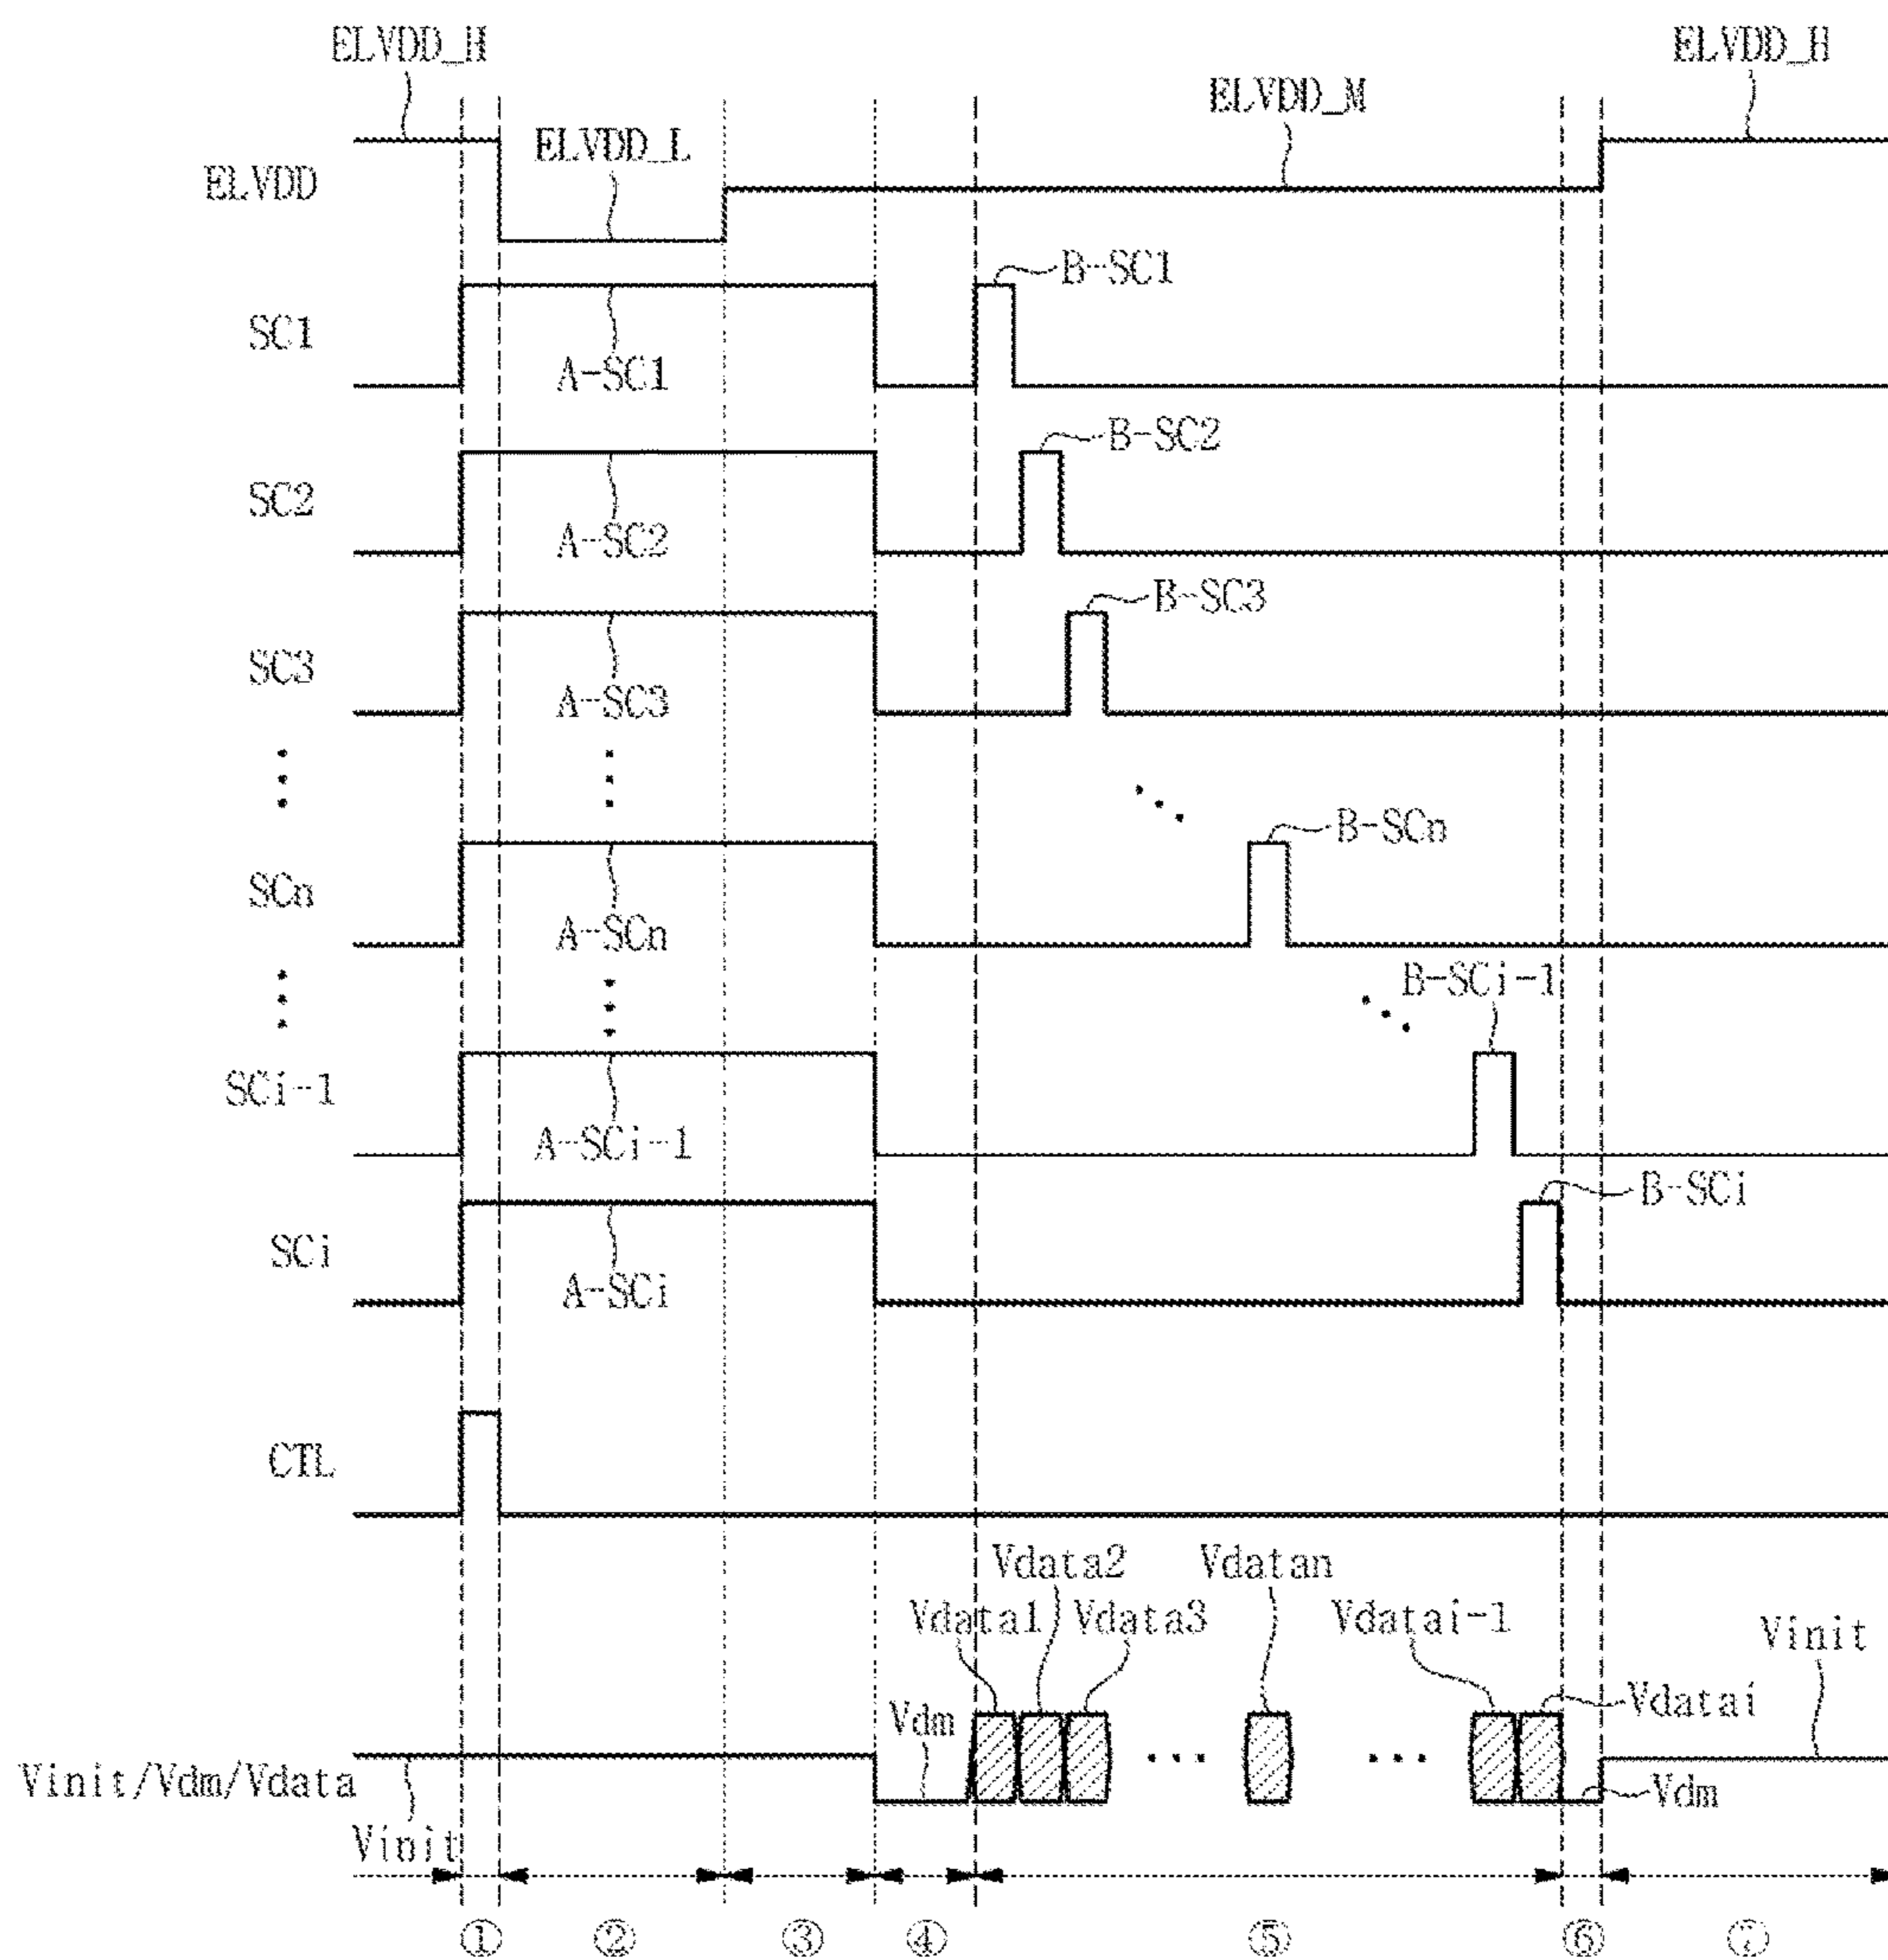 ELVDD_H
ELVDD_H
ELVDD_M
ELVDD_L
ELVDD
B-SC1
SC1
A-SC1
B-SC2
SC2
A-SC2
B-SC3
SC3
A-SC3
B-SCn
SCn
A-SCn
B-SCi-1
SCi-1
A-SCi-1
B-SCi
SCi
A-SCi
CTL
Vdata2
Vdatan
Vdata1
Vdata3
Vdatai-1
Vinit
Vdm
Vdatai
Vinit/Vdm/Vdata
Vdm
Vinit
① ② ③ ④ ⑤ ⑥ ⑦